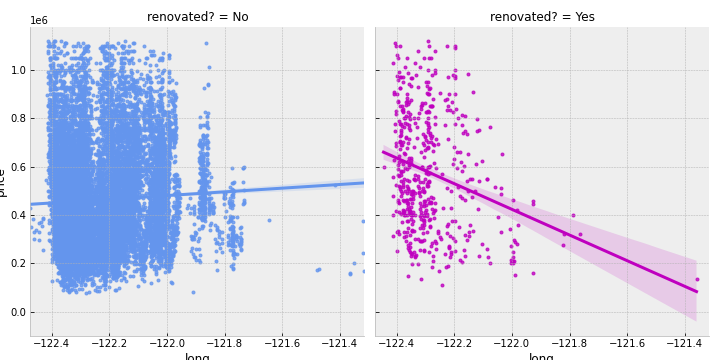 renovated? = No
renovated? = Yes
1e6
1.0
0.8
0.6
0.4
0.2
0.0
price
−122.4 −122.2 −122.0 −121.8 −121.6 −121.4
−122.4 −122.2 −122.0 −121.8 −121.6 −121.4
long
long